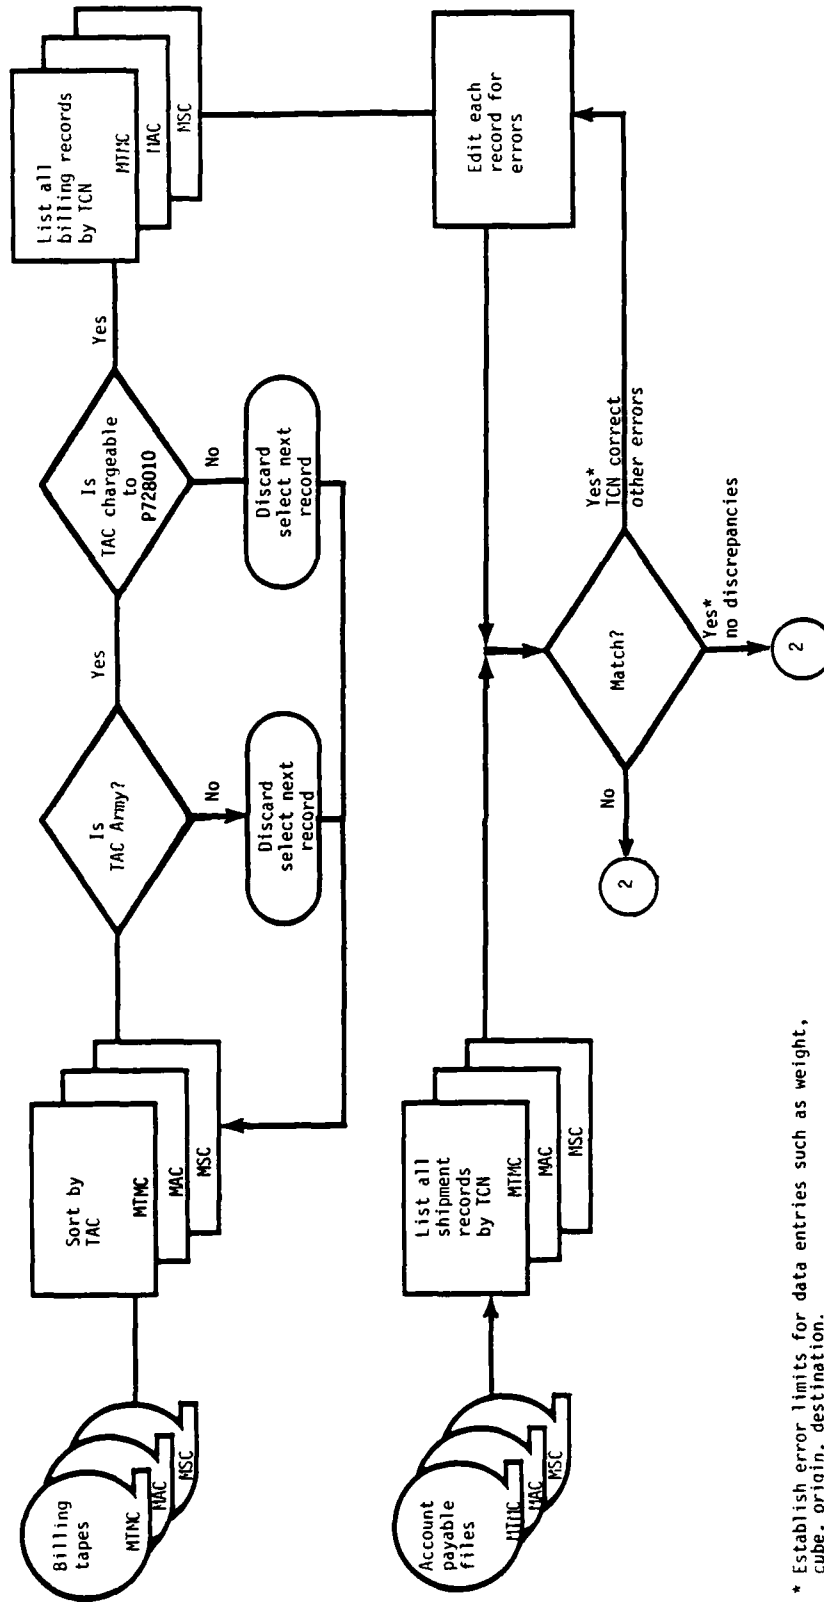 Billing
tapes
MTMC
MAC
MSC
Sort by
TAC
MTMC
MAC
MSC
Is
TAC Army?
No
Discard
select next
record
Yes
Is
TAC chargeable
to
P728010
No
Discard
select next
record
Yes
List all
billing records
by TCN
MTMC
MAC
MSC
Account
payable
files
MTMC
MAC
MSC
List all
shipment
records
by TCN
MTMC
MAC
MSC
Edit each
record for
errors
Match?
No
2
Yes*
TCN correct
other errors
Yes*
no discrepancies
2
* Establish error limits for data entries such as weight,
cube, origin, destination.